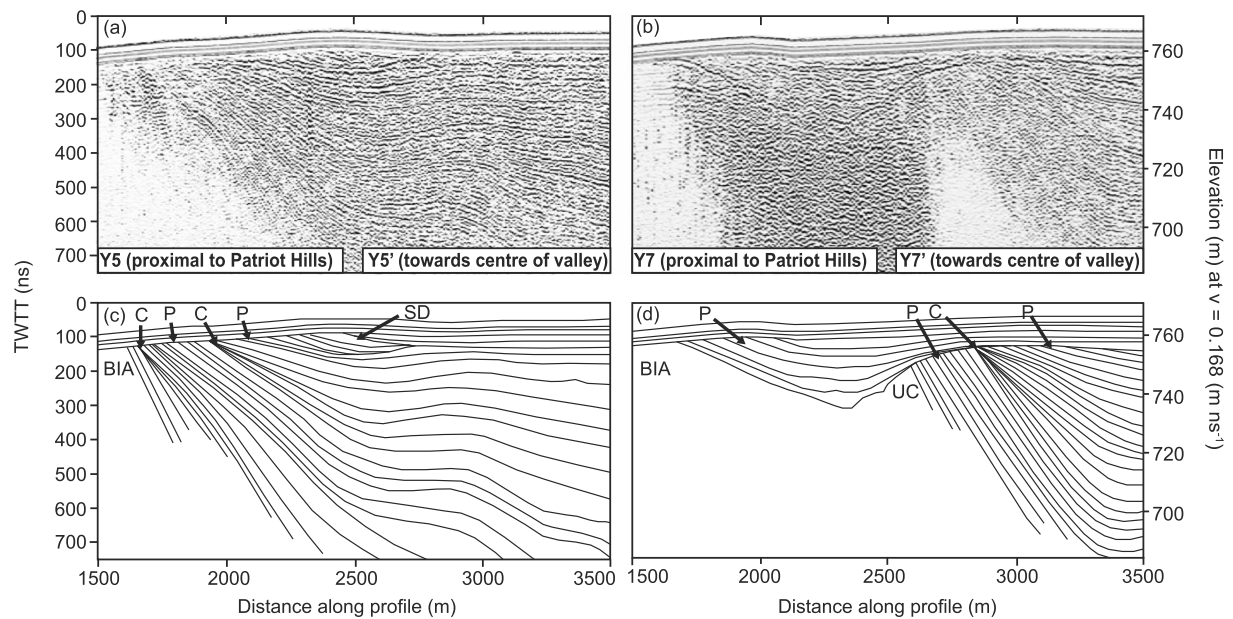 (a)
(b)
0
100
200
300
400
500
600
700
760
740
720
700
Y5 (proximal to Patriot Hills)
Y5' (towards centre of valley)
Y7 (proximal to Patriot Hills)
Y7' (towards centre of valley)
TWTT (ns)
Elevation (m) at v = 0.168 (m ns-1)
(c)
C
P
C
P
SD
BIA
(d)
P
P
C
P
BIA
UC
0
100
200
300
400
500
600
700
760
740
720
700
1500
2000
2500
3000
3500
1500
2000
2500
3000
3500
Distance along profile (m)
Distance along profile (m)